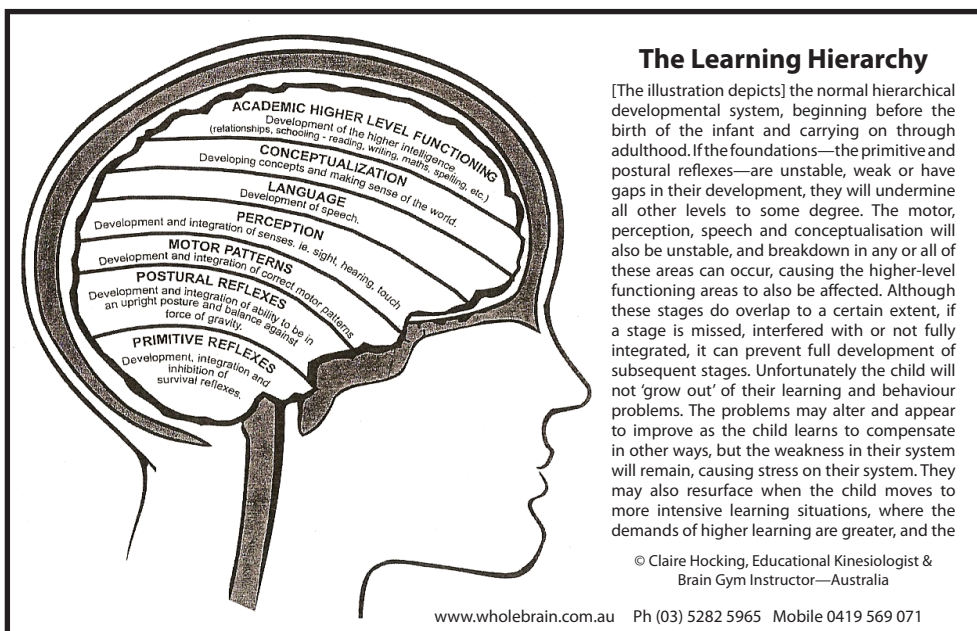 ACADEMIC HIGHER LEVEL FUNCTIONING
Development of the higher intelligence.
(relationships, schooling - reading, writing, maths, spelling, etc.)
CONCEPTUALIZATION
Developing concepts and making sense of the world.
LANGUAGE
Development of speech.
PERCEPTION
Development and integration of senses. ie, sight, hearing, touch
MOTOR PATTERNS
Development and integration of correct motor patterns
POSTURAL REFLEXES
Development and integration of ability to be in
an upright posture and balance against
force of gravity.
PRIMITIVE REFLEXES
Development, integration and
inhibition of
survival reflexes.
The Learning Hierarchy
[The illustration depicts] the normal hierarchical
developmental system, beginning before the
birth of the infant and carrying on through
adulthood. If the foundations—the primitive and
postural reflexes—are unstable, weak or have
gaps in their development, they will undermine
all other levels to some degree. The motor,
perception, speech and conceptualisation will
also be unstable, and breakdown in any or all of
these areas can occur, causing the higher-level
functioning areas to also be affected. Although
these stages do overlap to a certain extent, if
a stage is missed, interfered with or not fully
integrated, it can prevent full development of
subsequent stages. Unfortunately the child will
not ‘grow out’ of their learning and behaviour
problems. The problems may alter and appear
to improve as the child learns to compensate
in other ways, but the weakness in their system
will remain, causing stress on their system. They
may also resurface when the child moves to
more intensive learning situations, where the
demands of higher learning are greater, and the
© Claire Hocking, Educational Kinesiologist &
Brain Gym Instructor—Australia
www.wholebrain.com.au Ph (03) 5282 5965 Mobile 0419 569 071